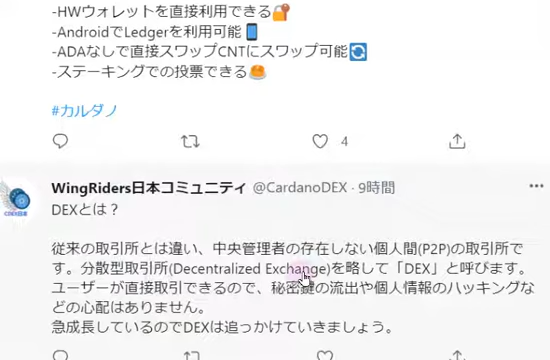 -HWウォレットを直接利用できる🔐
-AndroidでLedgerを利用可能📱
-ADAなしで直接スワップCNTにスワップ可能🔄
-ステーキングでの投票できる🥞
#カルダノ
4
WingRiders日本コミュニティ @CardanoDEX · 9時間
DEXとは？
従来の取引所とは違い、中央管理者の存在しない個人間(P2P)の取引所で
す。分散型取引所(Decentralized Exchange)を略して「DEX」と呼びます。
ユーザーが直接取引できるので、秘密鍵の流出や個人情報のハッキングな
どの心配はありません。
急成長しているのでDEXは追っかけていきましょう。